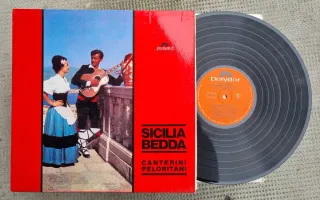 SICILIA
BEDDA
CANTERINI
PELORITANI
Polydor